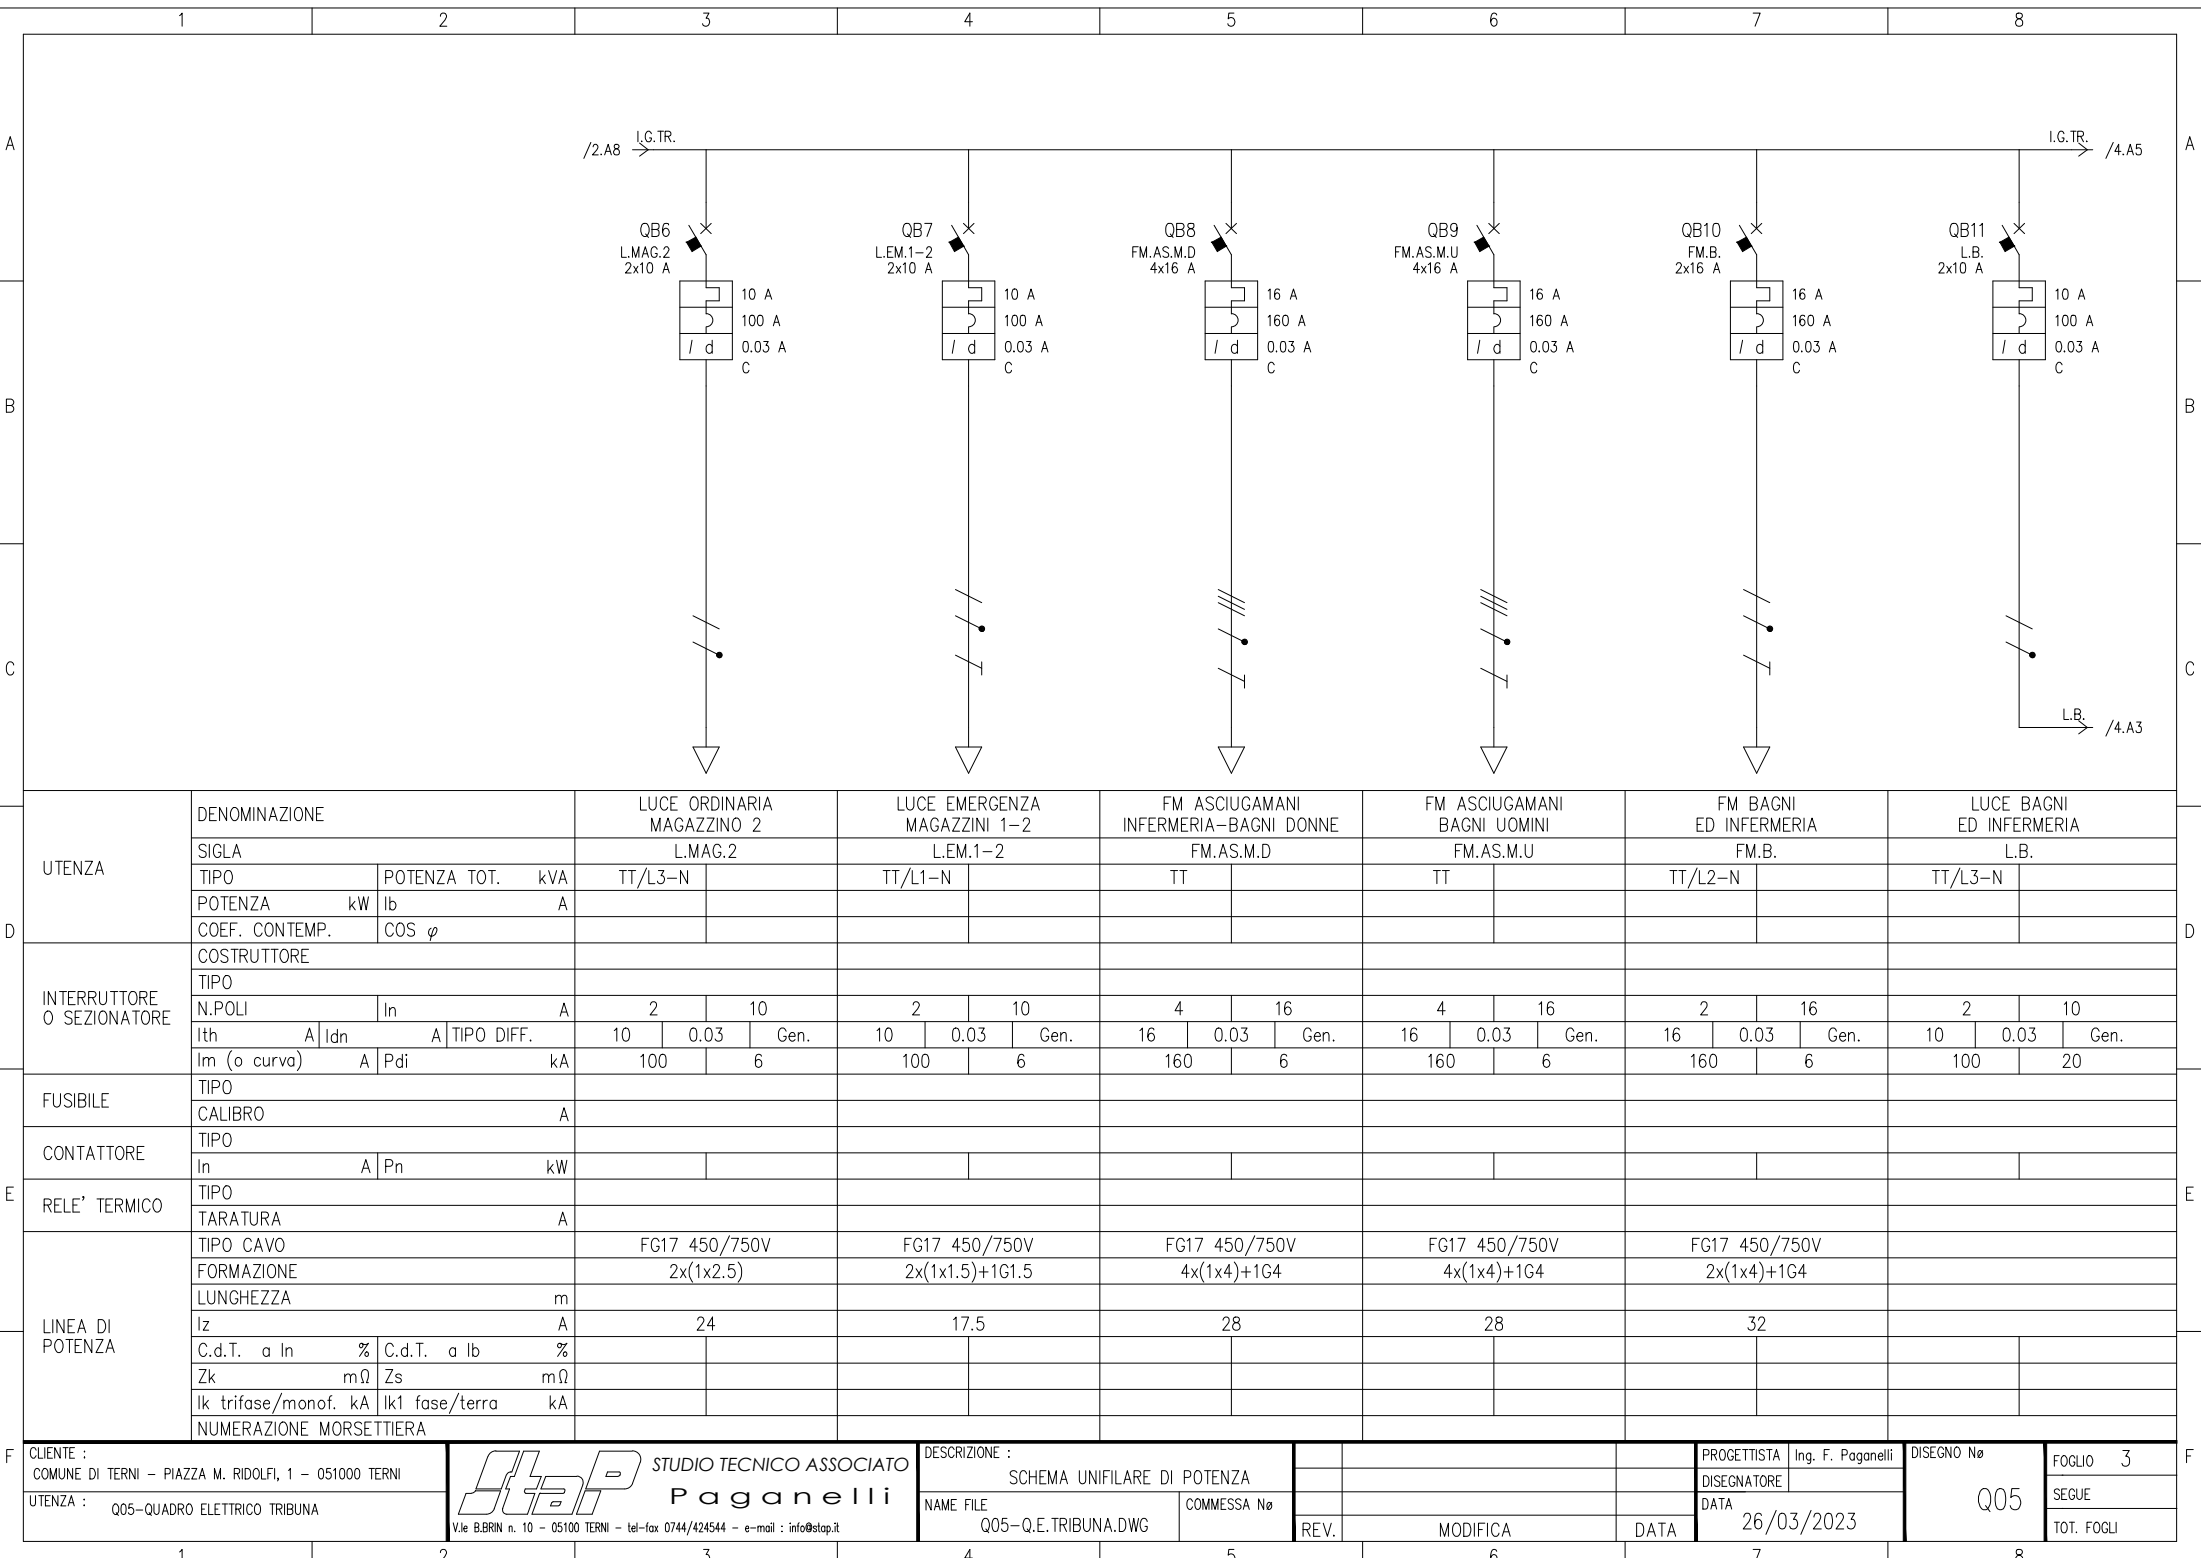 1 2 3 4 5 6 7 8
A A
B B
C C
D D
E E
F F
/2.A8 I.G.TR. I.G.TR. /4.A5
QB6
L.MAG.2
2x10 A
10 A
100 A
I d 0.03 A
C
QB7
L.EM.1-2
2x10 A
10 A
100 A
I d 0.03 A
C
QB8
FM.AS.M.D
4x16 A
16 A
160 A
I d 0.03 A
C
QB9
FM.AS.M.U
4x16 A
16 A
160 A
I d 0.03 A
C
QB10
FM.B.
2x16 A
16 A
160 A
I d 0.03 A
C
QB11
L.B.
2x10 A
10 A
100 A
I d 0.03 A
C
L.B. /4.A3
UTENZA
DENOMINAZIONE
LUCE ORDINARIA
MAGAZZINO 2
LUCE EMERGENZA
MAGAZZINI 1-2
FM ASCIUGAMANI
INFERMERIA-BAGNI DONNE
FM ASCIUGAMANI
BAGNI UOMINI
FM BAGNI
ED INFERMERIA
LUCE BAGNI
ED INFERMERIA
SIGLA L.MAG.2 L.EM.1-2 FM.AS.M.D FM.AS.M.U FM.B. L.B.
TIPO POTENZA TOT. kVA TT/L3-N TT/L1-N TT TT TT/L2-N TT/L3-N
POTENZA kW Ib A
COEF. CONTEMP. COS φ
INTERRUTTORE
O SEZIONATORE
COSTRUTTORE
TIPO
N.POLI In A 2 10 2 10 4 16 4 16 2 16 2 10
Ith A Idn A TIPO DIFF. 10 0.03 Gen. 10 0.03 Gen. 16 0.03 Gen. 16 0.03 Gen. 16 0.03 Gen. 10 0.03 Gen.
Im (o curva) A Pdi kA 100 6 100 6 160 6 160 6 160 6 100 20
FUSIBILE
TIPO
CALIBRO A
CONTATTORE
TIPO
In A Pn kW
RELE' TERMICO
TIPO
TARATURA A
LINEA DI
POTENZA
TIPO CAVO FG17 450/750V FG17 450/750V FG17 450/750V FG17 450/750V FG17 450/750V
FORMAZIONE 2x(1x2.5) 2x(1x1.5)+1G1.5 4x(1x4)+1G4 4x(1x4)+1G4 2x(1x4)+1G4
LUNGHEZZA m
Iz A 24 17.5 28 28 32
C.d.T. a In % C.d.T. a Ib %
Zk mΩ Zs mΩ
Ik trifase/monof. kA Ik1 fase/terra kA
NUMERAZIONE MORSETTIERA
CLIENTE :
COMUNE DI TERNI - PIAZZA M. RIDOLFI, 1 - 051000 TERNI
UTENZA : Q05-QUADRO ELETTRICO TRIBUNA
StaP STUDIO TECNICO ASSOCIATO
Paganelli
V.le B.BRIN n. 10 - 05100 TERNI - tel-fax 0744/424544 - e-mail : info@stap.it
DESCRIZIONE :
SCHEMA UNIFILARE DI POTENZA
NAME FILE
Q05-Q.E.TRIBUNA.DWG
COMMESSA Nø
REV. MODIFICA DATA
PROGETTISTA Ing. F. Paganelli
DISEGNATORE
DATA
26/03/2023
DISEGNO Nø
Q05
FOGLIO 3
SEGUE
TOT. FOGLI
1 2 3 4 5 6 7 8